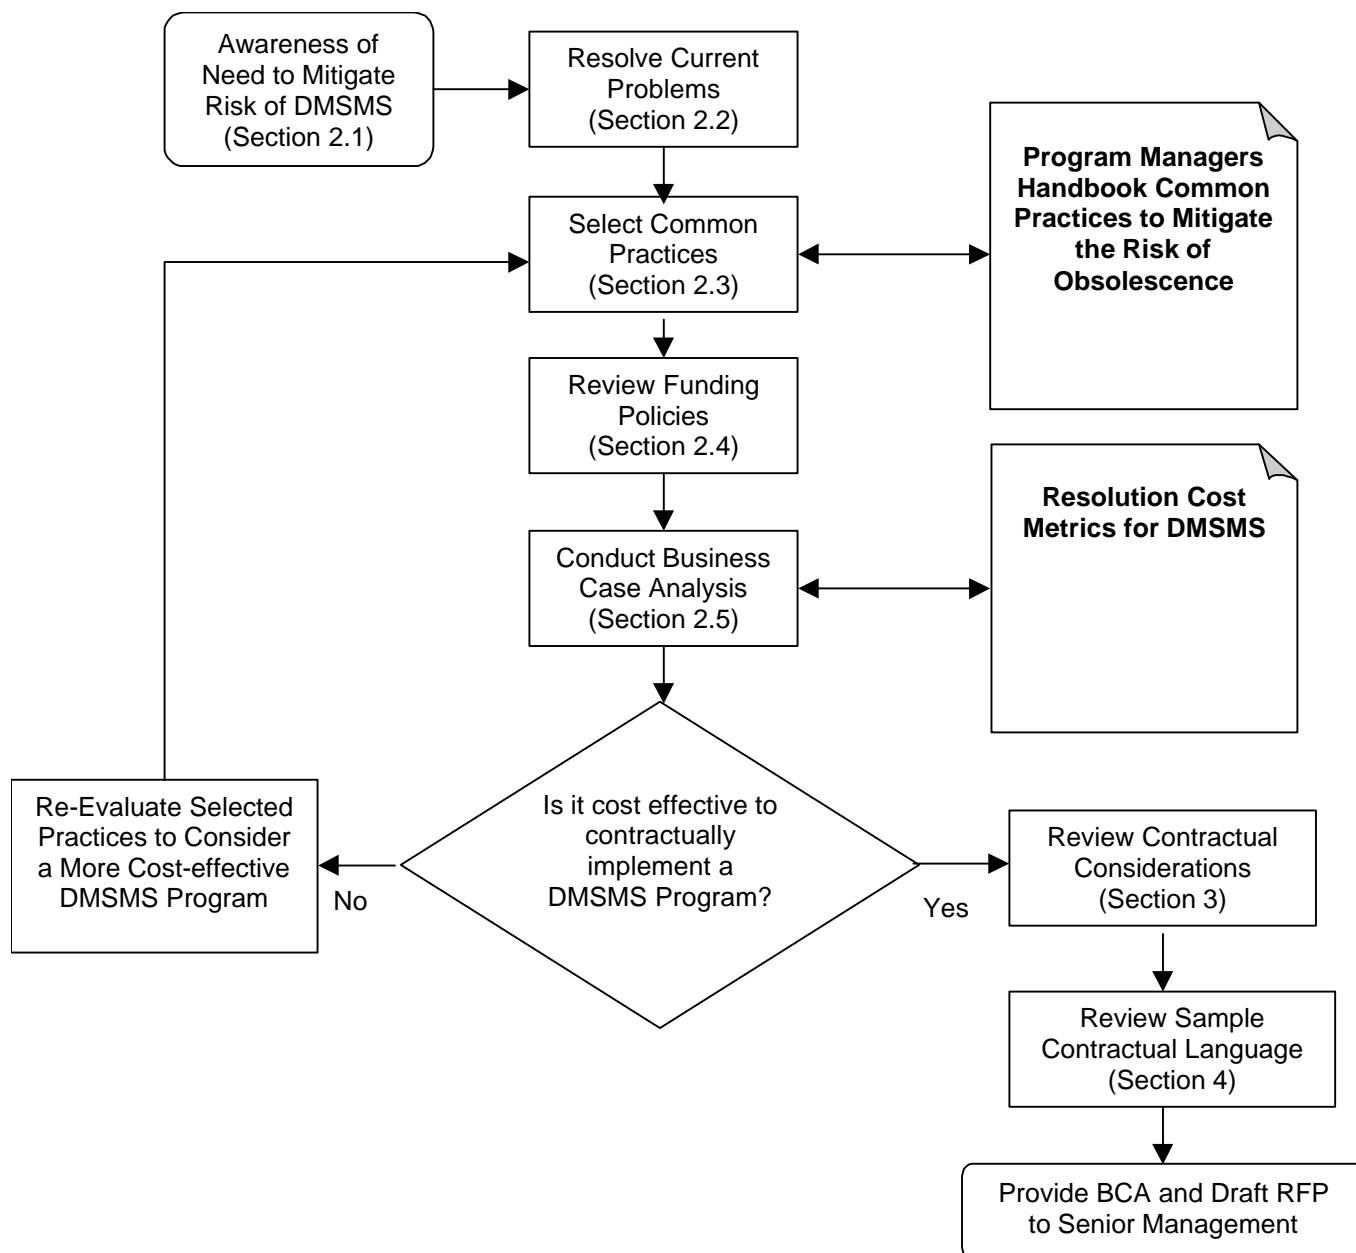 Awareness of
Need to Mitigate
Risk of DMSMS
(Section 2.1)
Resolve Current
Problems
(Section 2.2)
Program Managers
Handbook Common
Practices to Mitigate
the Risk of
Obsolescence
Select Common
Practices
(Section 2.3)
Review Funding
Policies
(Section 2.4)
Resolution Cost
Metrics for DMSMS
Conduct Business
Case Analysis
(Section 2.5)
Is it cost effective to
contractually
implement a
DMSMS Program?
Re-Evaluate Selected
Practices to Consider
a More Cost-effective
DMSMS Program
No
Yes
Review Contractual
Considerations
(Section 3)
Review Sample
Contractual Language
(Section 4)
Provide BCA and Draft RFP
to Senior Management